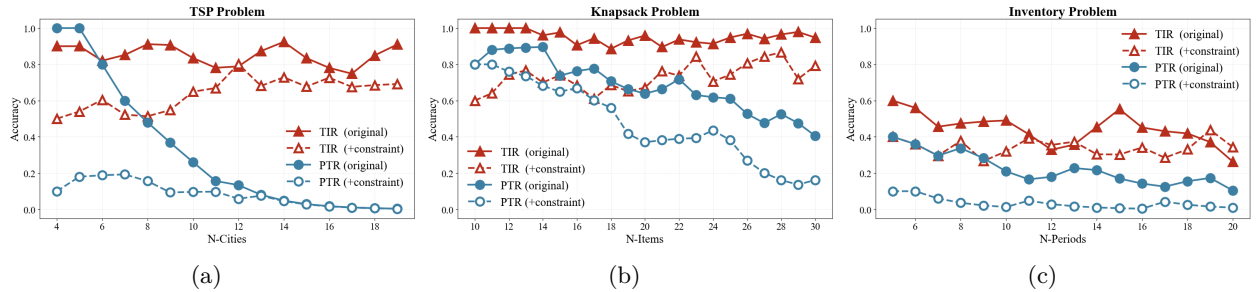 TSP Problem
Accuracy
1.0
0.8
0.6
0.4
0.2
0.0
TIR (original)
TIR (+constraint)
PTR (original)
PTR (+constraint)
4 6 8 10 12 14 16 18
N-Cities
(a)
Knapsack Problem
Accuracy
1.0
0.8
0.6
0.4
0.2
0.0
TIR (original)
TIR (+constraint)
PTR (original)
PTR (+constraint)
10 12 14 16 18 20 22 24 26 28 30
N-Items
(b)
Inventory Problem
Accuracy
1.0
0.8
0.6
0.4
0.2
0.0
TIR (original)
TIR (+constraint)
PTR (original)
PTR (+constraint)
6 8 10 12 14 16 18 20
N-Periods
(c)